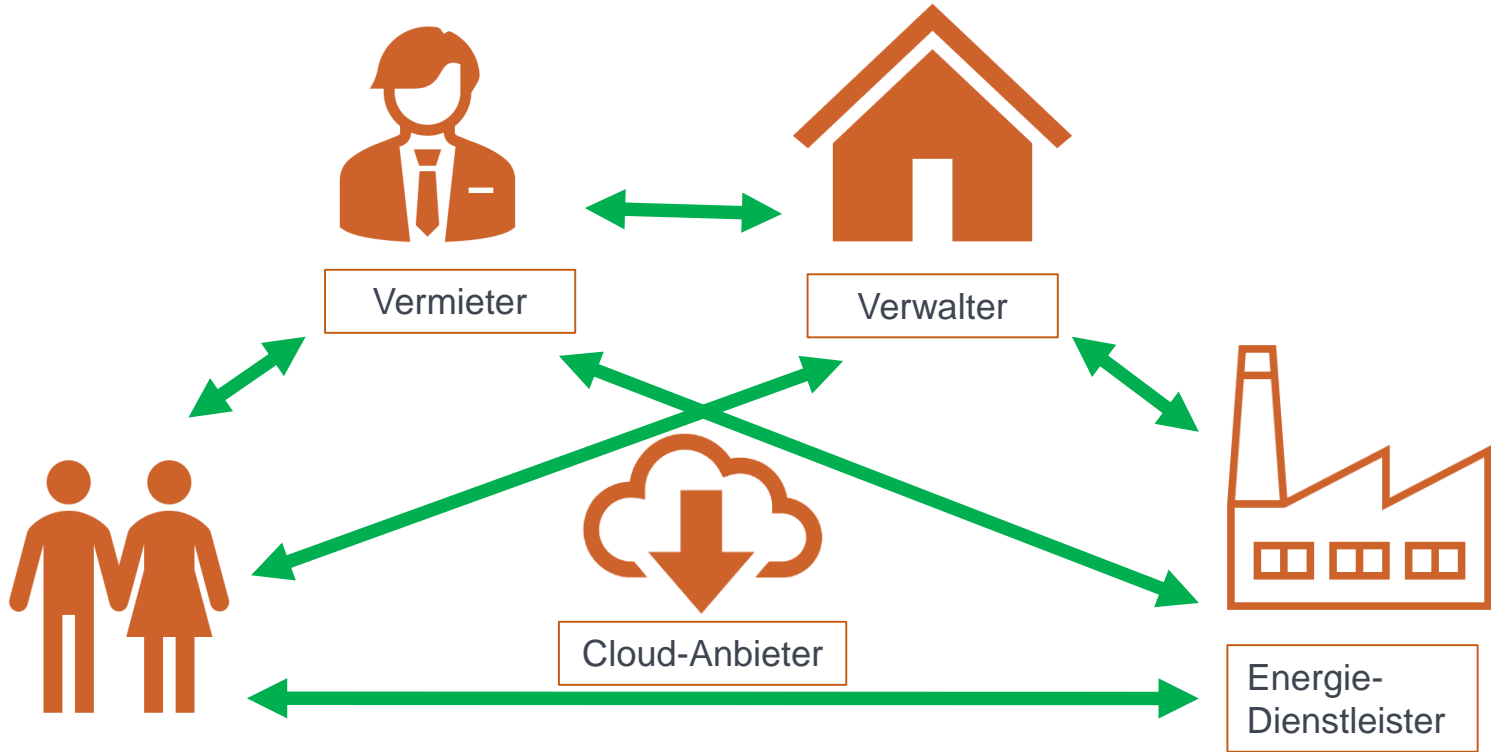 Vermieter
Verwalter
Cloud-Anbieter
Energie-
Dienstleister